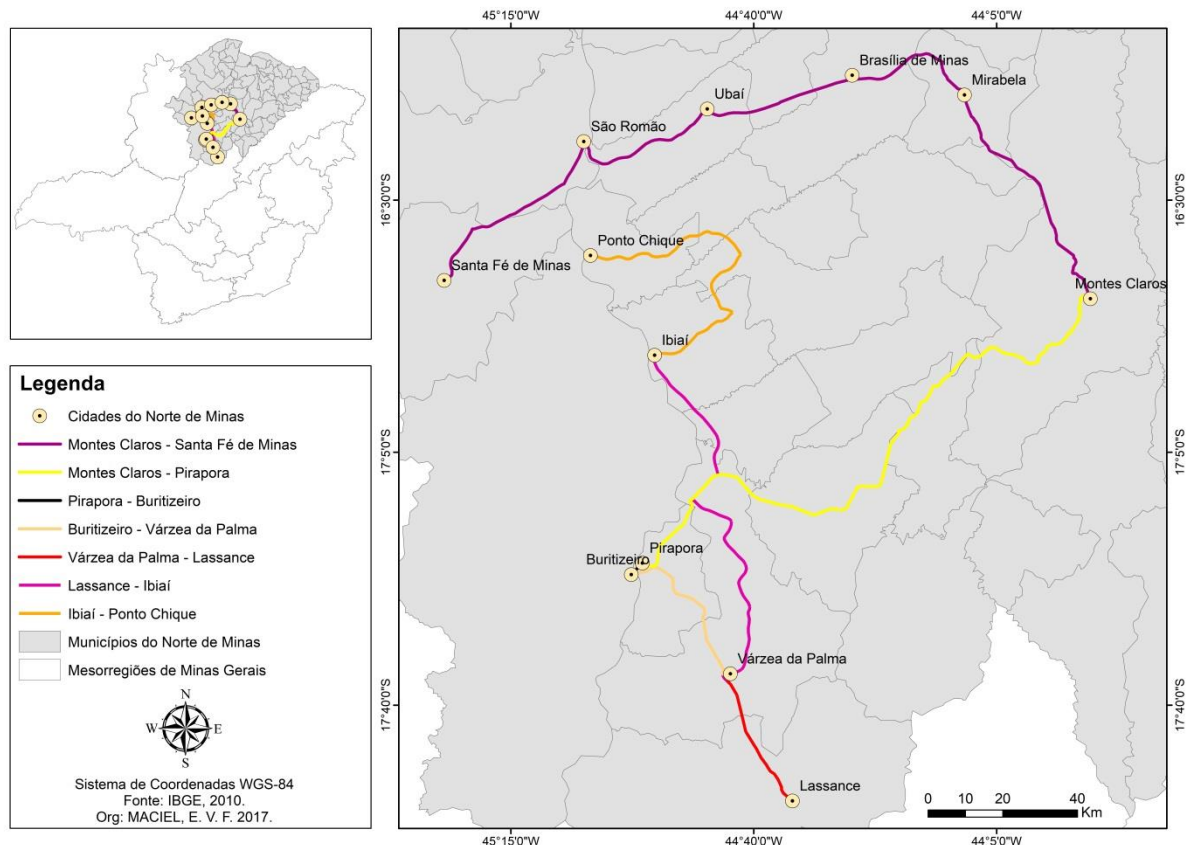 45°15'0"W
44°40'0"W
44°5'0"W
Brasília de Minas
Mirabela
Ubaí
São Romão
16°30'0"S
16°30'0"S
Ponto Chique
Santa Fé de Minas
Montes Claros
Ibiaí
Legenda
Cidades do Norte de Minas
Montes Claros - Santa Fé de Minas
Montes Claros - Pirapora
Pirapora - Buritizeiro
Buritizeiro - Várzea da Palma
Várzea da Palma - Lassance
Lassance - Ibiaí
Ibiaí - Ponto Chique
Municípios do Norte de Minas
Mesorregiões de Minas Gerais
N
W
E
S
Sistema de Coordenadas WGS-84
Fonte: IBGE, 2010.
Org: MACIEL, E. V. F. 2017.
17°5'0"S
17°5'0"S
Pirapora
Buritizeiro
Várzea da Palma
17°40'0"S
17°40'0"S
Lassance
0 10 20 40
Km
45°15'0"W
44°40'0"W
44°5'0"W